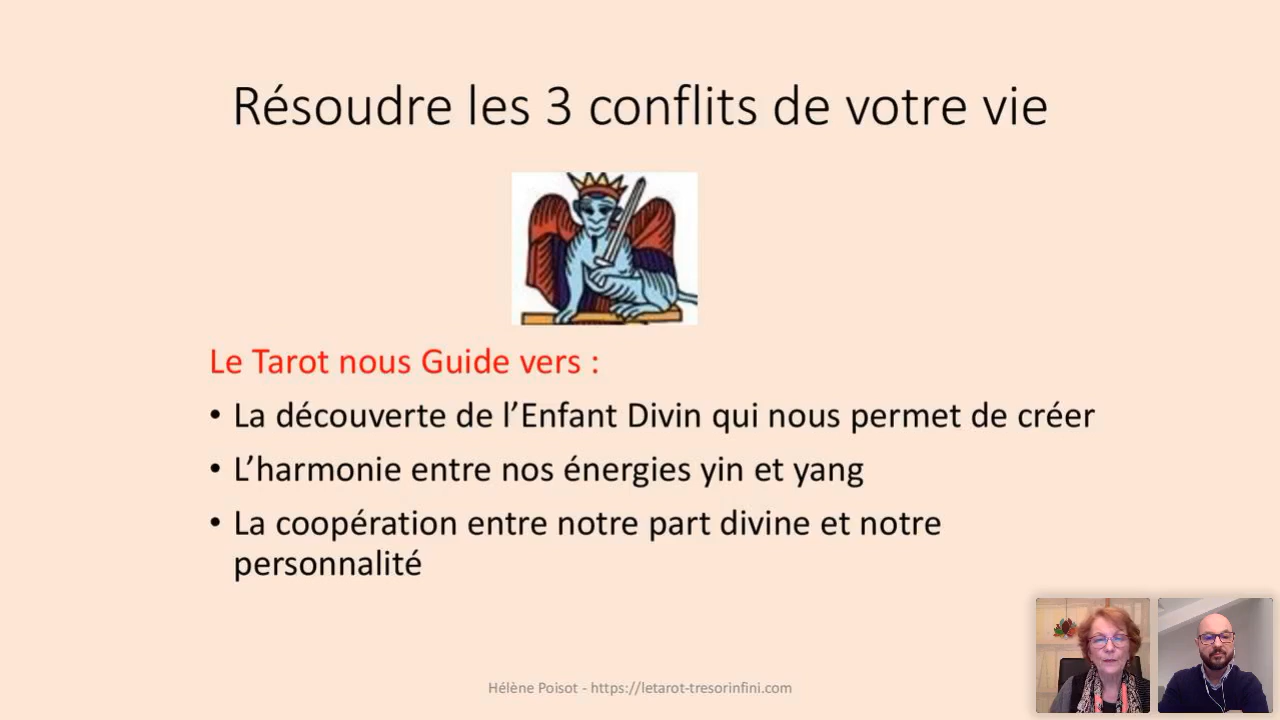 Résoudre les 3 conflits de votre vie
Le Tarot nous Guide vers :
• La découverte de l’Enfant Divin qui nous permet de créer
• L’harmonie entre nos énergies yin et yang
• La coopération entre notre part divine et notre
personnalité
Hélène Poisot - https://letarot-tresorinfini.com